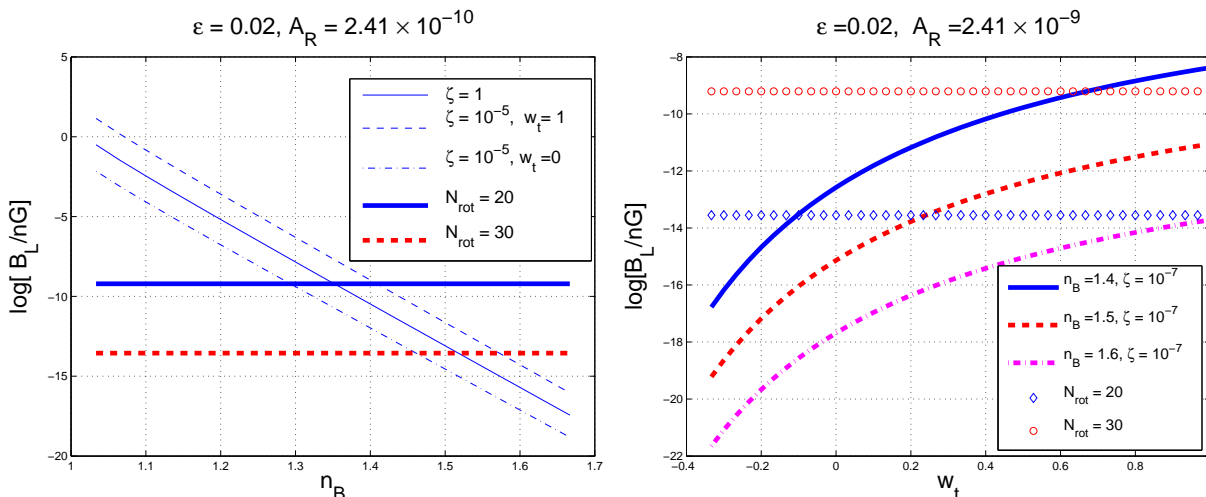 ε = 0.02, A_R = 2.41 × 10^−10
log[ B_L/nG]
5
0
−5
−10
−15
−20
1
1.1
1.2
1.3
1.4
1.5
1.6
1.7
n_B
ζ = 1
ζ = 10^−5, w_t = 1
ζ = 10^−5, w_t =0
N_rot = 20
N_rot = 30
ε =0.02, A_R =2.41 × 10^−9
log[B_L/nG]
−8
−10
−12
−14
−16
−18
−20
−22
−0.4
−0.2
0
0.2
0.4
0.6
0.8
w_t
n_B =1.4, ζ = 10^−7
n_B =1.5, ζ = 10^−7
n_B = 1.6, ζ = 10^−7
N_rot = 20
N_rot = 30